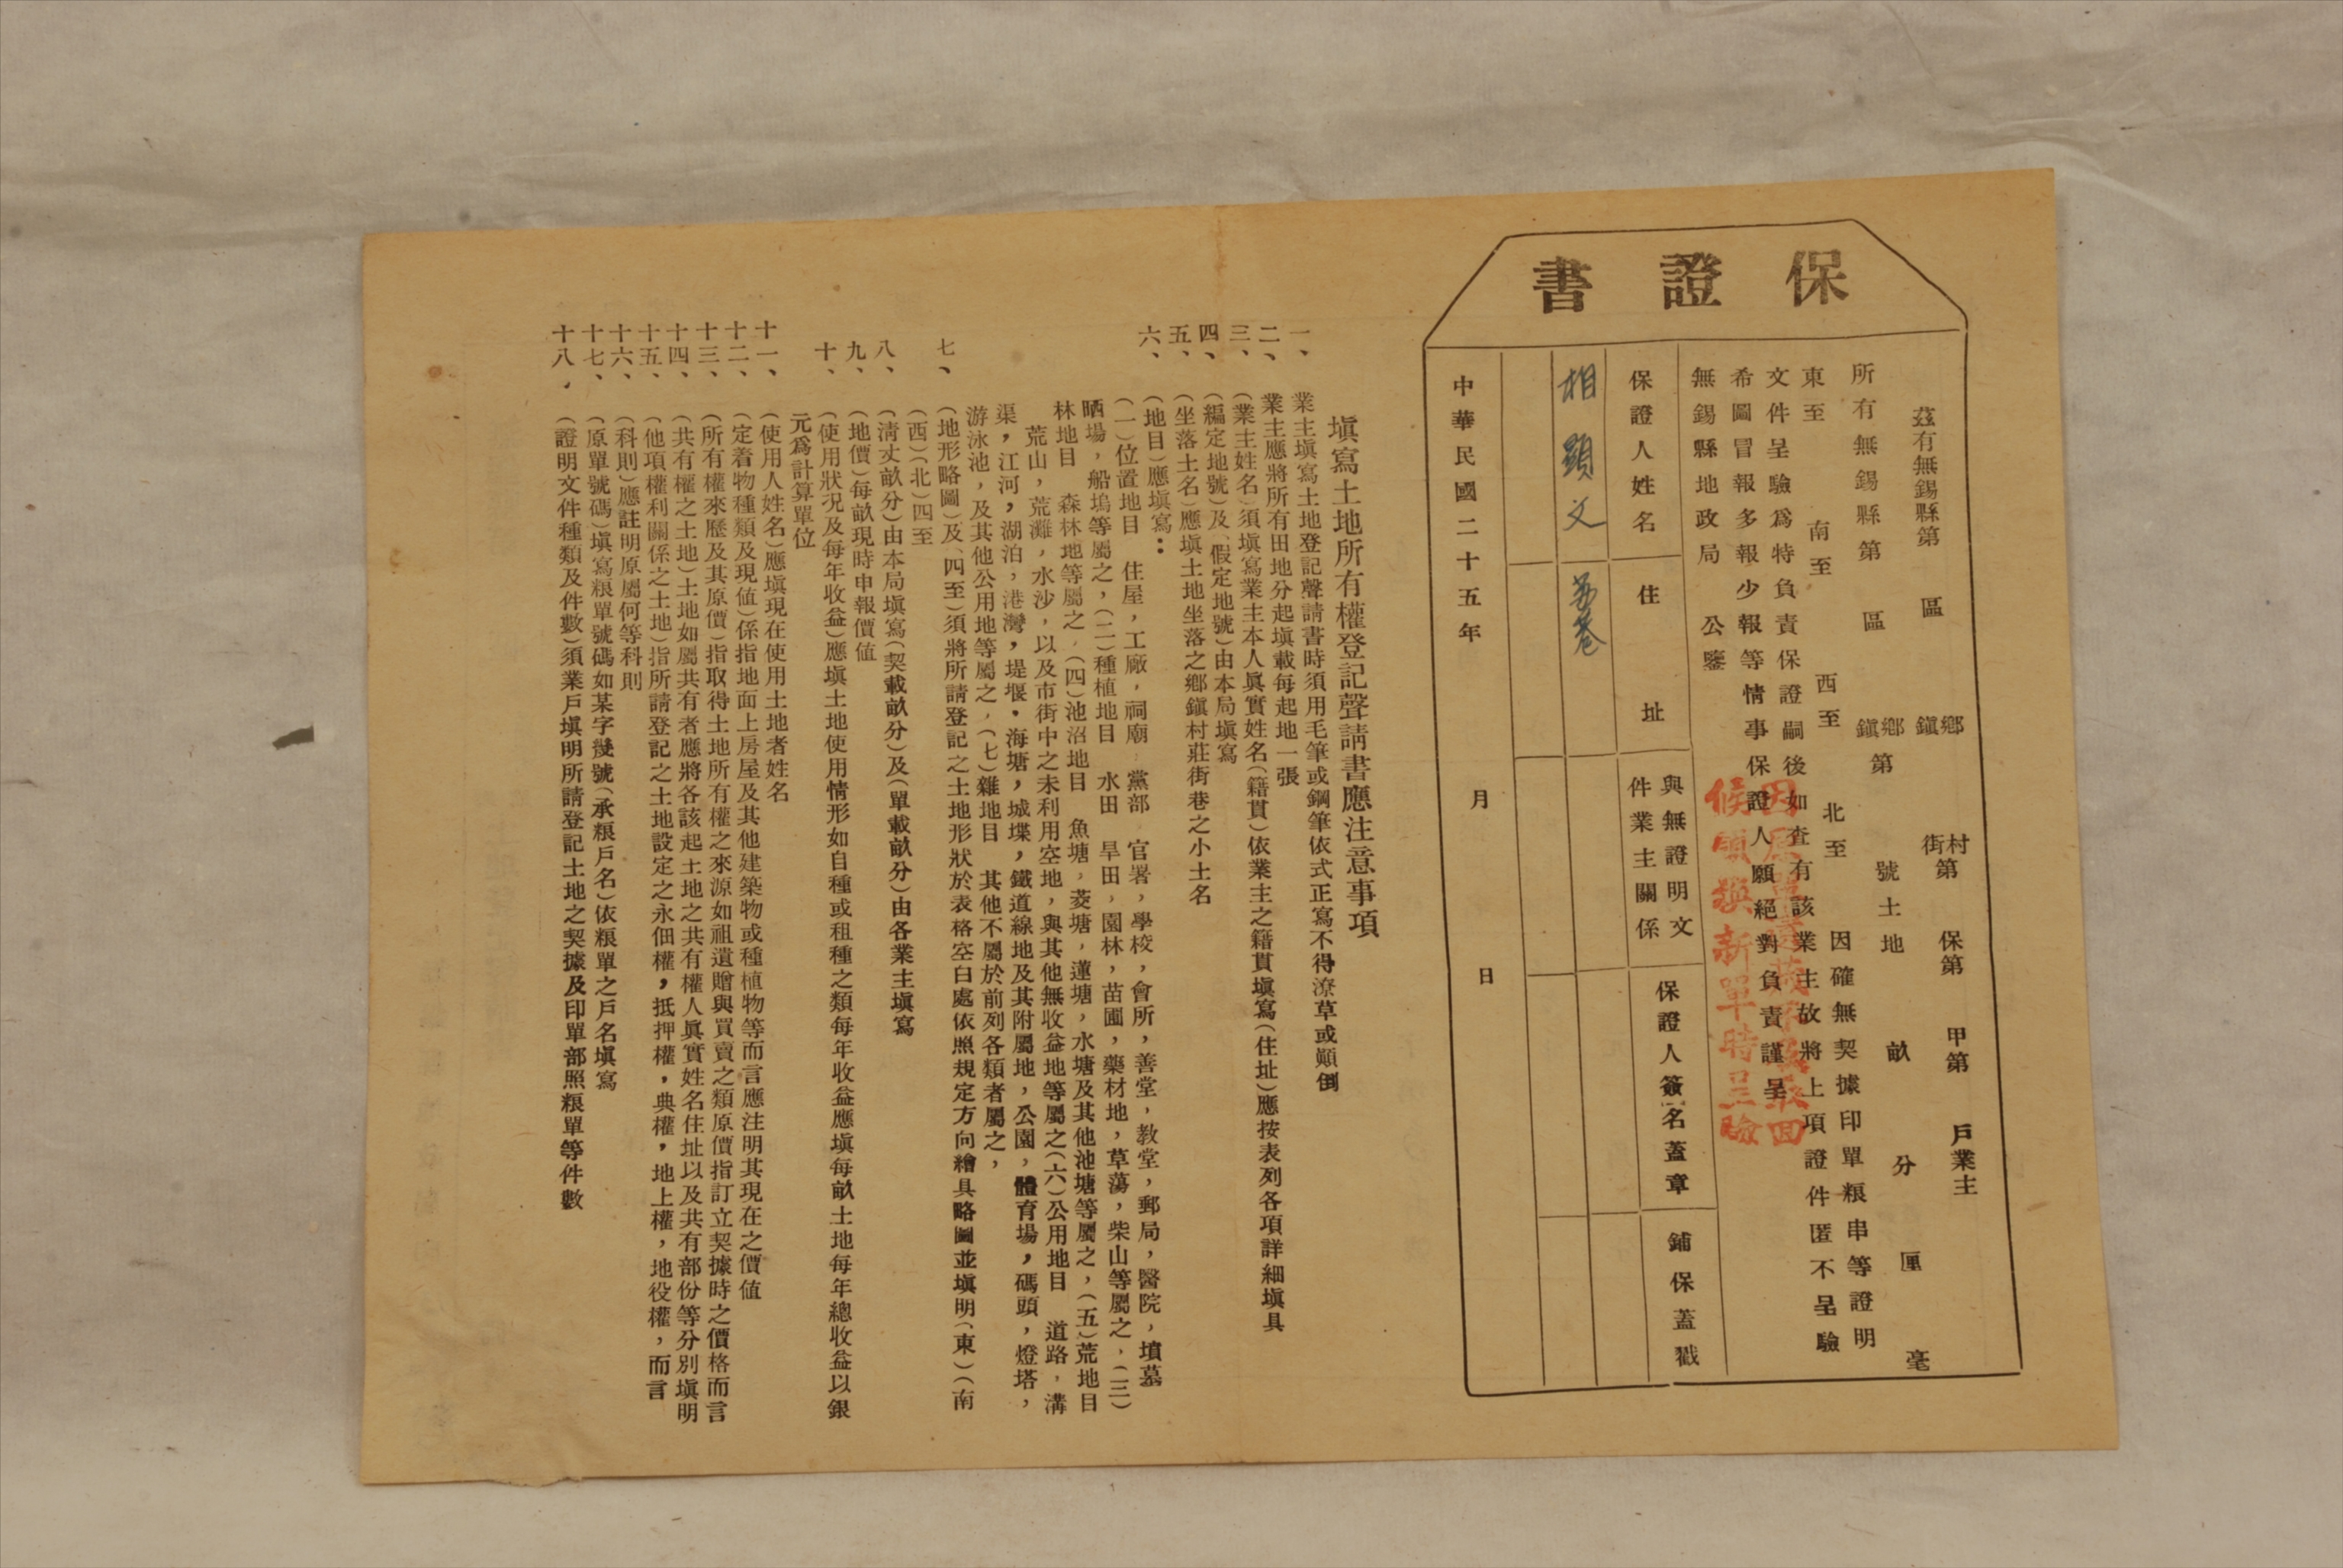 保證書
茲有無錫縣第　區　鄉鎮　村街第　保第　甲第　戶業主
所有無錫縣第　區　鄉鎮第　號土地　畝　分　厘　毫
東至　南至　西至　北至　因確無契據印單粮串等證明
文件呈驗爲特負責保證嗣後如查有該業主故將上項證件匿不呈驗
希圖冒報多報少報等情事保證人願絕對負責謹呈
無錫縣地政局　公鑒
因原單遺失
候領換新單時呈驗
保證人姓名　住址　與無證明文件業主關係　保證人簽名蓋章　鋪保蓋戳
相顯文
中華民國二十五年　月　日
塡寫土地所有權登記聲請書應注意事項
一、業主塡寫土地登記聲請書時須用毛筆或鋼筆依式正寫不得潦草或顚倒
二、業主應將所有田地分起塡載每起地一張
三、（業主姓名）須塡寫業主本人眞實姓名（籍貫）依業主之籍貫塡寫（住址）應按表列各項詳細塡具
四、（編定地號）及（假定地號）由本局塡寫
五、（坐落土名）應塡土地坐落之鄉鎮村莊街巷之小土名
六、（地目）應塡寫：
（一）位置地目　住屋，工廠，祠廟，黨部　官署，學校，會所，善堂，教堂，郵局，醫院，墳墓
晒場，船塢等屬之，（二）種植地目　水田　旱田，園林，苗圃，藥材地，草蕩，柴山等屬之，（三）
林地目　森林地等屬之，（四）池沼地目　魚塘，菱塘，蓮塘，水塘及其他池塘等屬之，（五）荒地目
荒山，荒灘，水沙，以及市街中之未利用空地，與其他無收益地等屬之（六）公用地目　道路，溝
渠，江河，湖泊，港灣，堤堰，海塘，城堞，鐵道線地及其附屬地，公園，體育場，碼頭，燈塔，
游泳池，及其他公用地等屬之，（七）雜地目　其他不屬於前列各類者屬之，
七、（地形略圖）及（四至）須將所請登記之土地形狀於表格空白處依照規定方向繪具略圖並塡明（東）（南
（西）（北）四至
八、（淸丈畝分）由本局塡寫（契載畝分）及（單載畝分）由各業主塡寫
九、（地價）每畝現時申報價値
十、（使用狀況及每年收益）應塡土地使用情形如自種或租種之類每年收益應塡每畝土地每年總收益以銀
元爲計算單位
十一、（使用人姓名）應塡現在使用土地者姓名
十二、（定着物種類及現値）係指地面上房屋及其他建築物或種植物等而言應注明其現在之價值
十三、（所有權來歷及其原價）指取得土地所有權之來源如祖遺贈與買賣之類原價指訂立契據時之價格而言
十四、（共有權之土地）土地如屬共有者應將各該起土地之共有權人眞實姓名住址以及共有部份等分別塡明
十五、（他項權利關係之土地）指所請登記之土地設定之永佃權，抵押權，典權，地上權，地役權，而言
十六、（科則）應註明原屬何等科則
十七、（原單號碼）塡寫粮單號碼如某字幾號（承粮戶名）依粮單之戶名塡寫
十八、（證明文件種類及件數）須業戶塡明所請登記土地之契據及印單部照粮單等件數